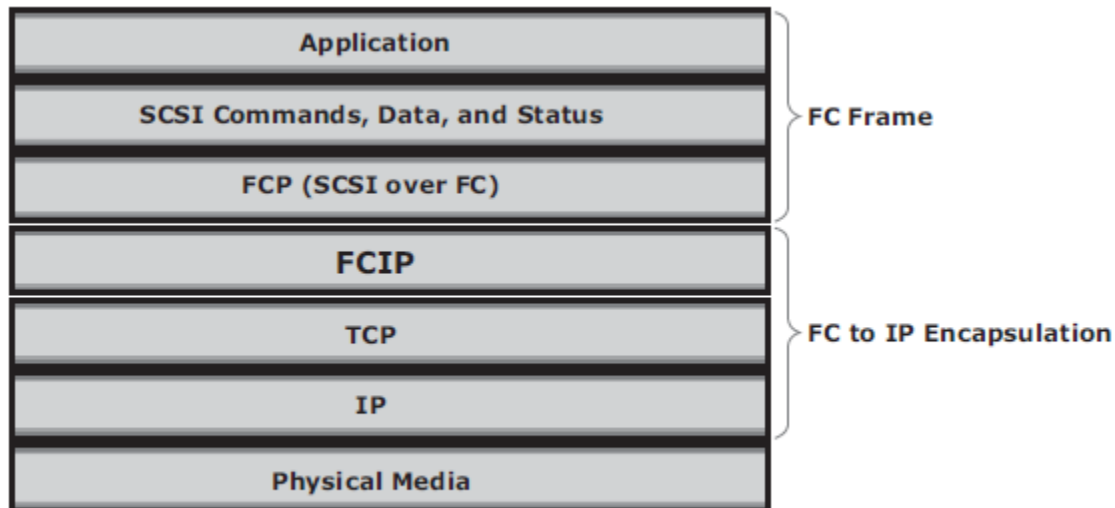 Application
SCSI Commands, Data, and Status
FC Frame
FCP (SCSI over FC)
FCIP
TCP
FC to IP Encapsulation
IP
Physical Media